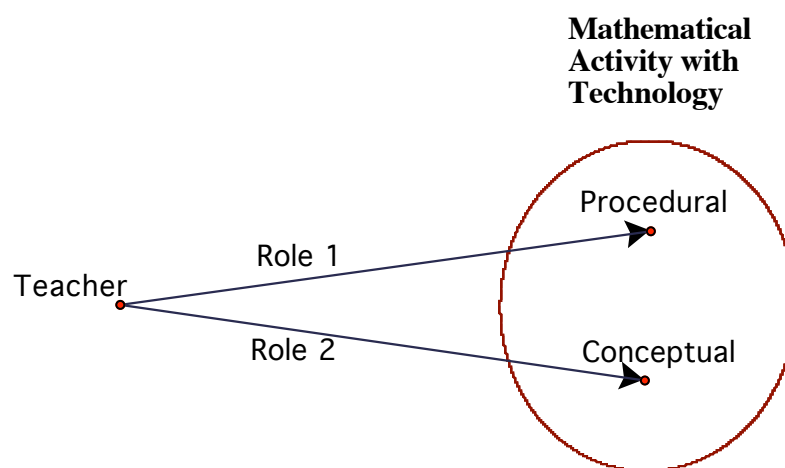 Mathematical
Activity with
Technology
Procedural
Role 1
Teacher
Role 2
Conceptual